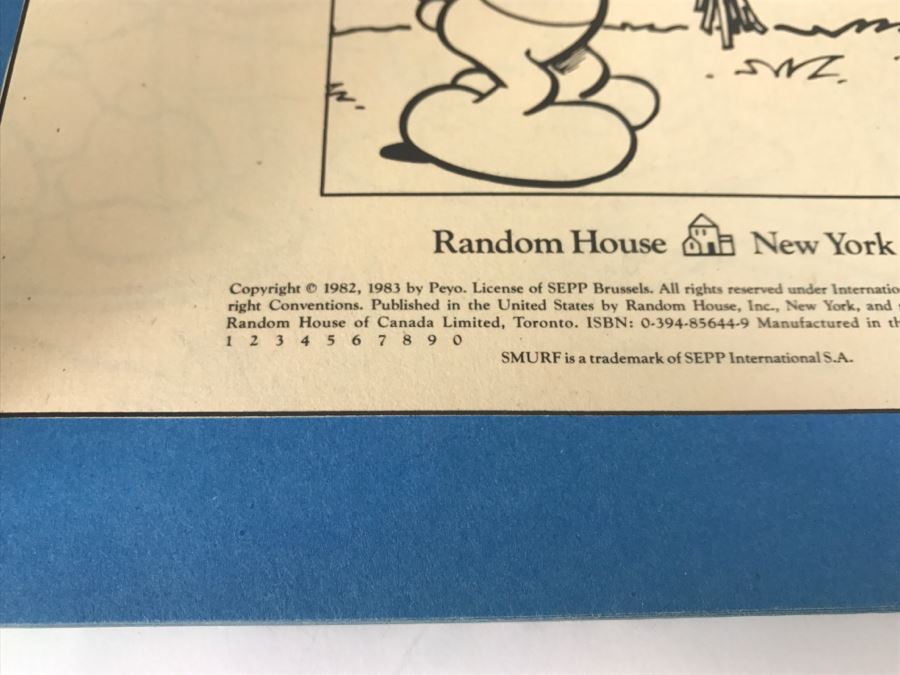 Random House New York
Copyright © 1982, 1983 by Peyo. License of SEPP Brussels. All rights reserved under
right Conventions. Published in the United States by Random House, Inc., New York, and
Random House of Canada Limited, Toronto. ISBN: 0-394-85644-9 Manufactured in
1 2 3 4 5 6 7 8 9 0
SMURF is a trademark of SEPP International S.A.